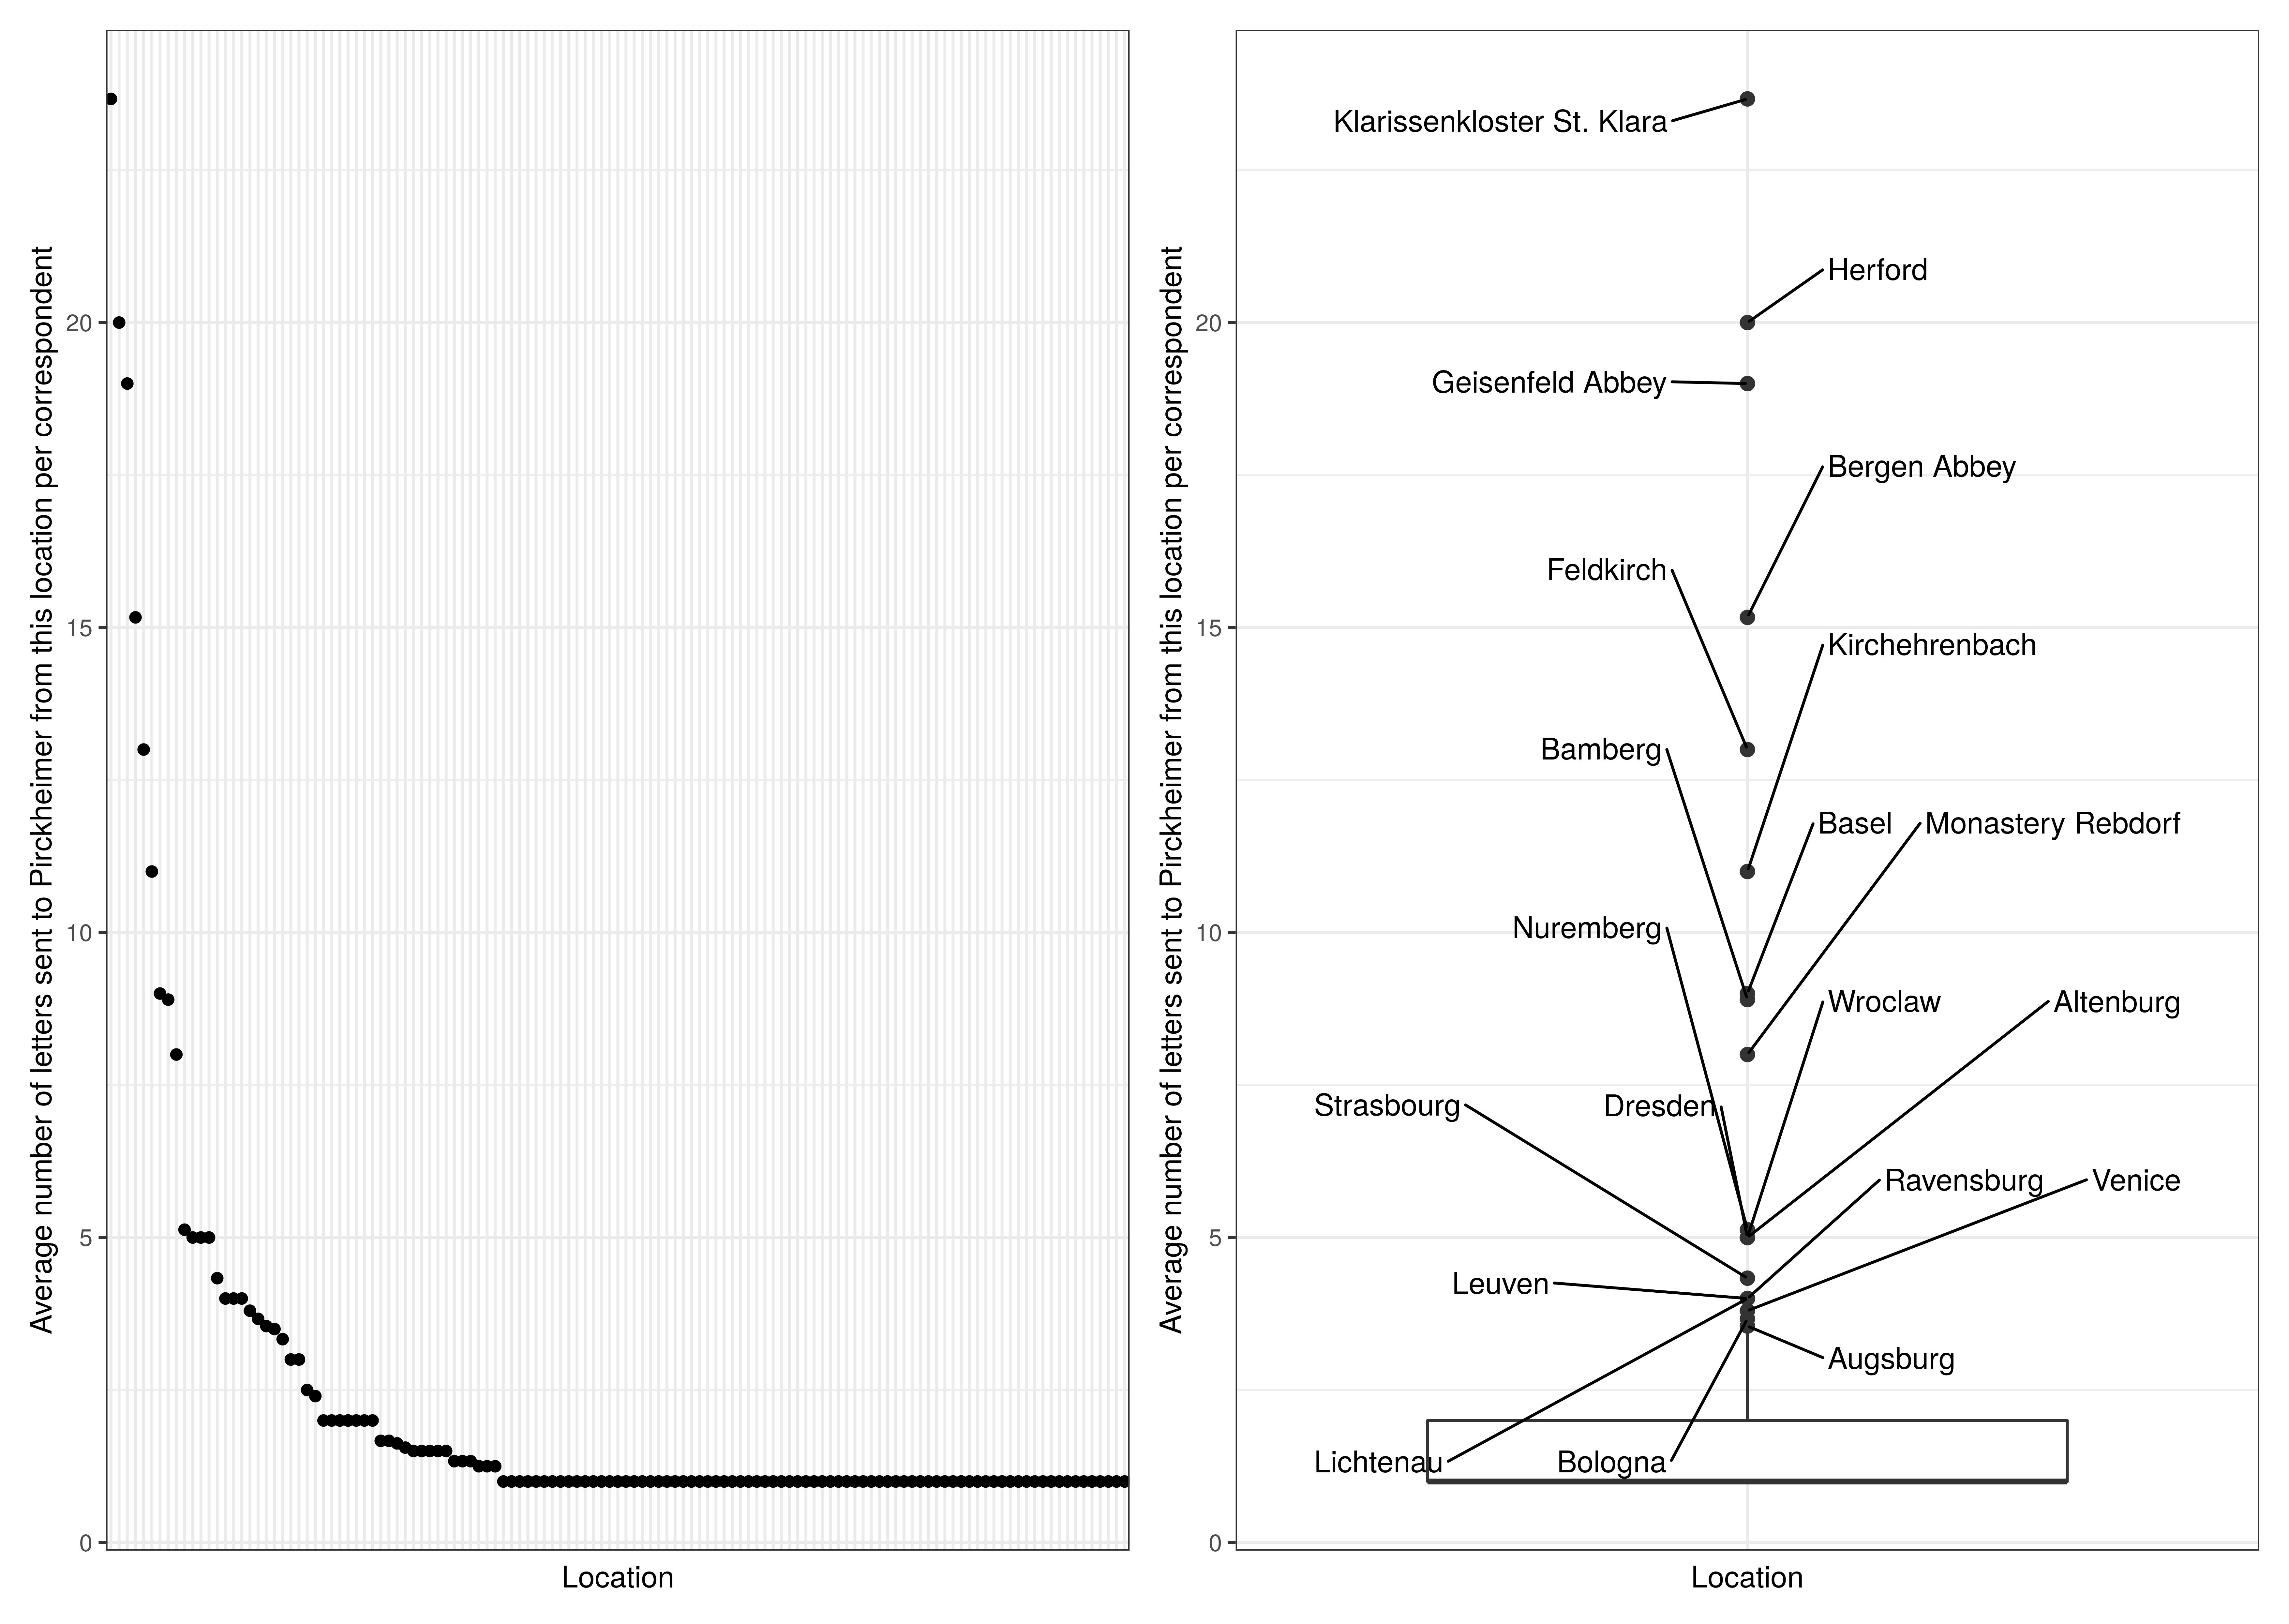 Average number of letters sent to Pirckheimer from this location per correspondent
20
15
10
5
0
Location
Average number of letters sent to Pirckheimer from this location per correspondent
20
15
10
5
0
Klarissenkloster St. Klara
Herford
Geisenfeld Abbey
Bergen Abbey
Feldkirch
Kirchehrenbach
Bamberg
Basel
Monastery Rebdorf
Nuremberg
Wroclaw
Altenburg
Strasbourg
Dresden
Ravensburg
Venice
Leuven
Augsburg
Lichtenau
Bologna
Location